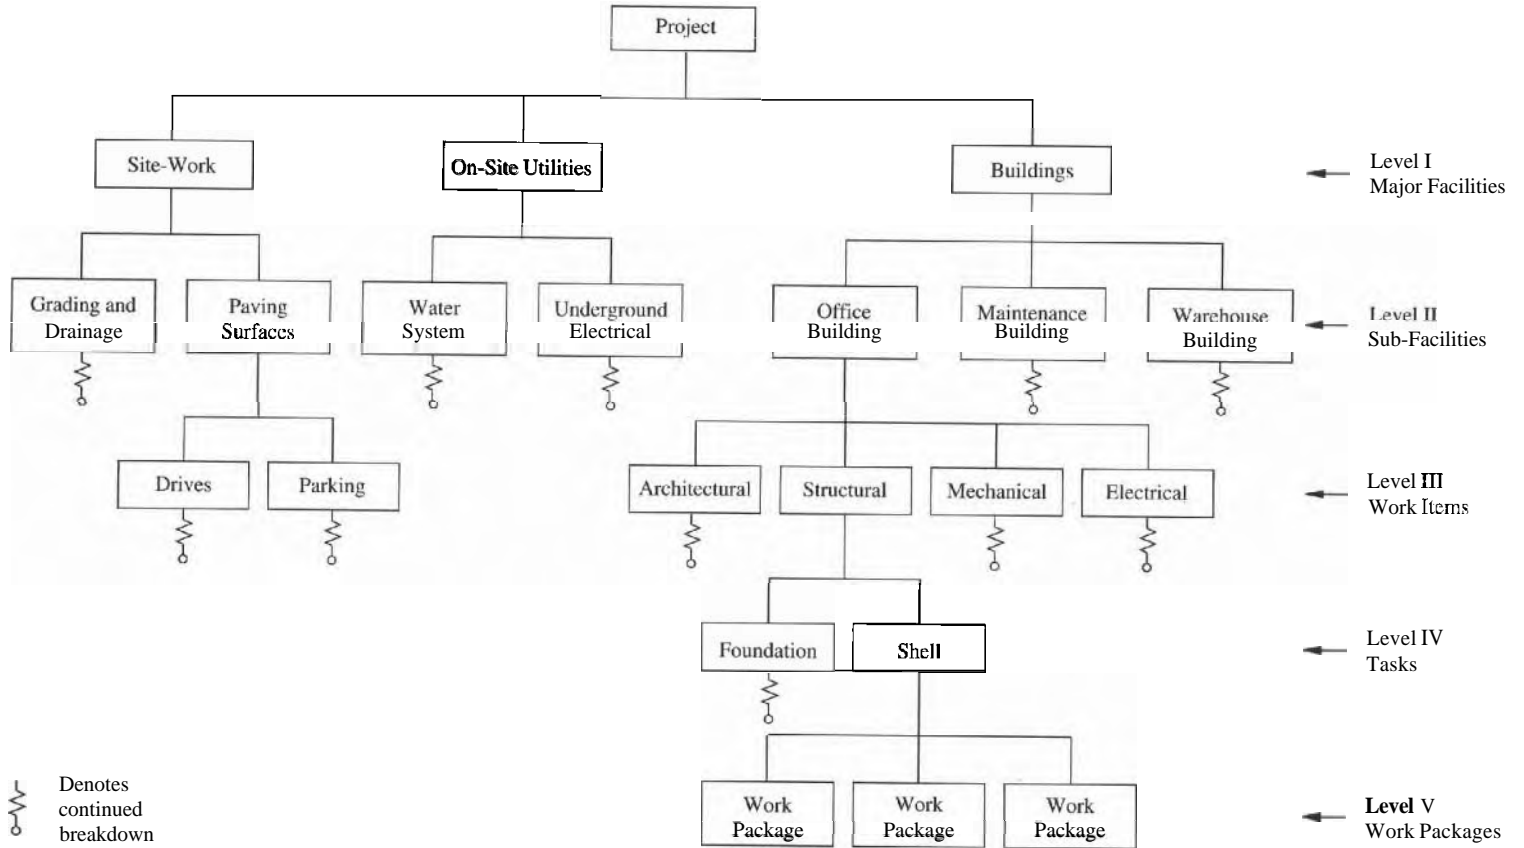 Project
Site-Work
On-Site Utilities
Buildings
Level I
Major Facilities
Grading and
Drainage
Paving
Surfaces
Water
System
Underground
Electrical
Office
Building
Maintenance
Building
Warehouse
Building
Level II
Sub-Facilities
Drives
Parking
Architectural
Structural
Mechanical
Electrical
Level III
Work Items
Foundation
Shell
Level IV
Tasks
Denotes
continued
breakdown
Work
Package
Work
Package
Work
Package
Level V
Work Packages